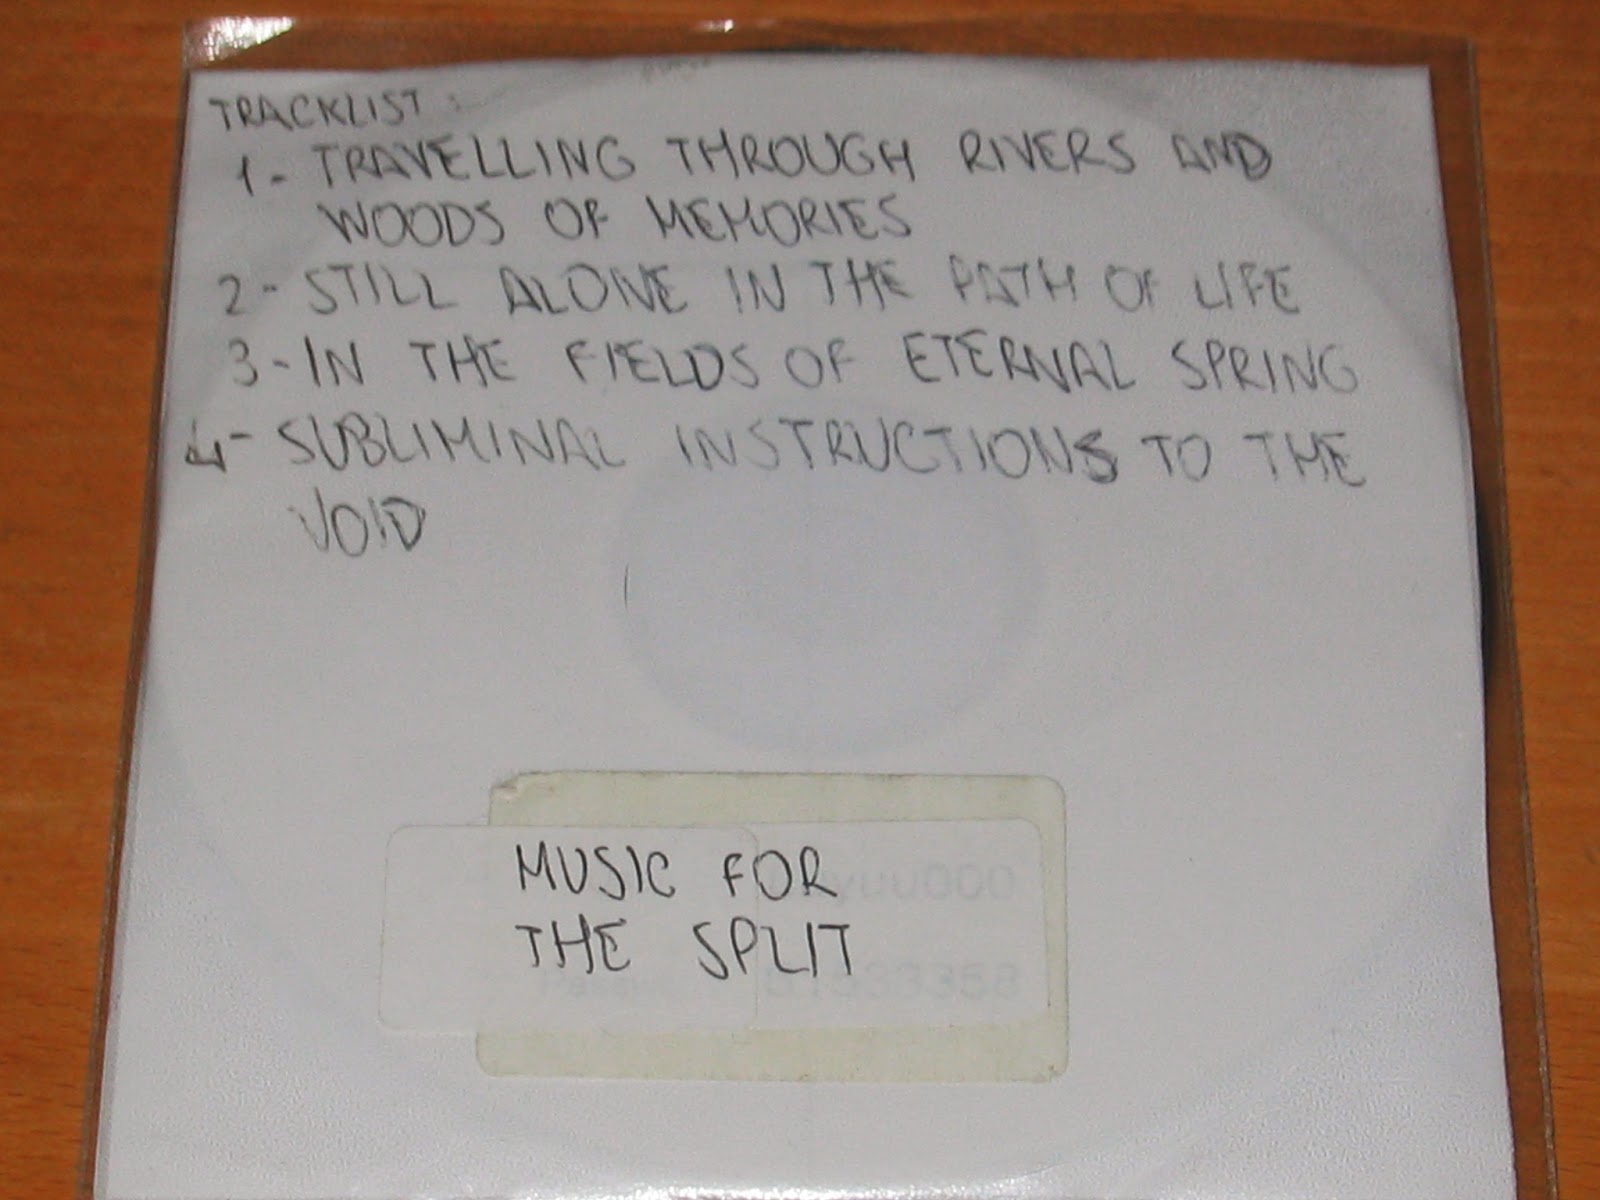 TRACKLIST:
1- TRAVELLING THROUGH RIVERS AND
WOODS OF MEMORIES
2- STILL ALONE IN THE PATH OF LIFE
3- IN THE FIELDS OF ETERNAL SPRING
4- SUBLIMINAL INSTRUCTIONS TO THE
VOID
MUSIC FOR
THE SPLIT